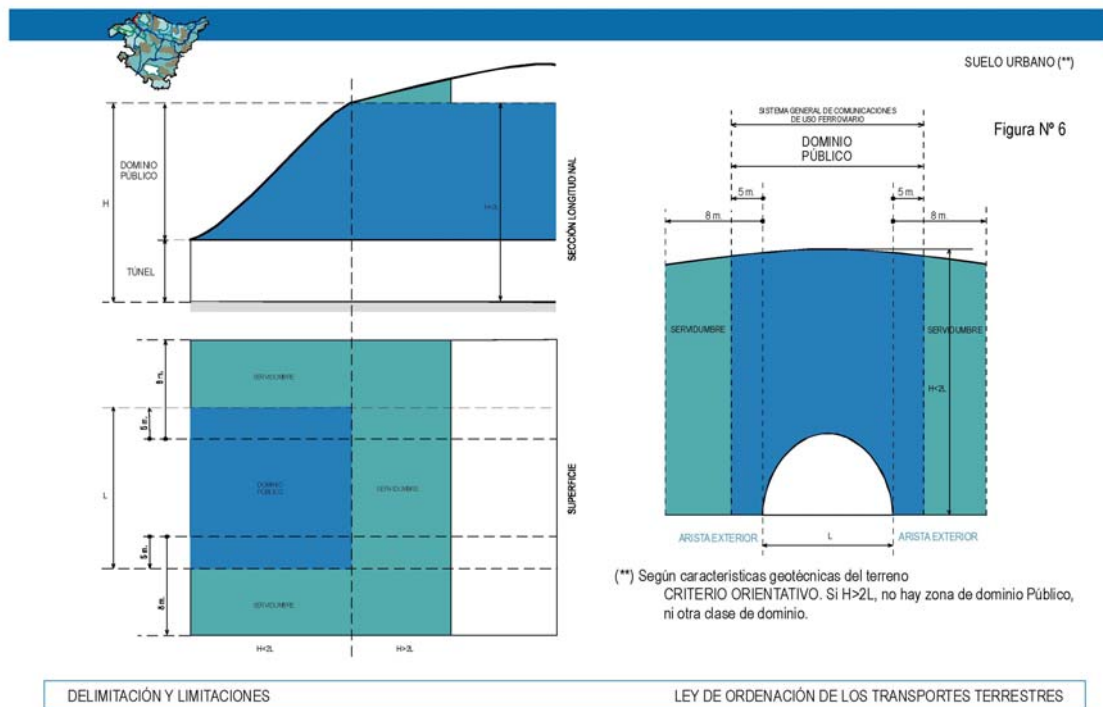 SUELO URBANO (**)
Figura Nº 6
DOMINIO
PÚBLICO
H
TÚNEL
SECCIÓN LONGITUDINAL
SISTEMA GENERAL DE COMUNICACIONES
DE USO FERROVIARIO
DOMINIO
PÚBLICO
5 m.
5 m.
8 m.
8 m.
SERVIDUMBRE
SERVIDUMBRE
H<2L
ARISTA EXTERIOR
L
ARISTA EXTERIOR
8 m.
5 m.
L
5 m.
8 m.
SERVIDUMBRE
DOMINIO
PÚBLICO
SERVIDUMBRE
SERVIDUMBRE
SUPERFICIE
H<2L
(**) Según características geotécnicas del terreno
CRITERIO ORIENTATIVO. Si H>2L, no hay zona de dominio Público,
ni otra clase de dominio.
DELIMITACIÓN Y LIMITACIONES
LEY DE ORDENACIÓN DE LOS TRANSPORTES TERRESTRES